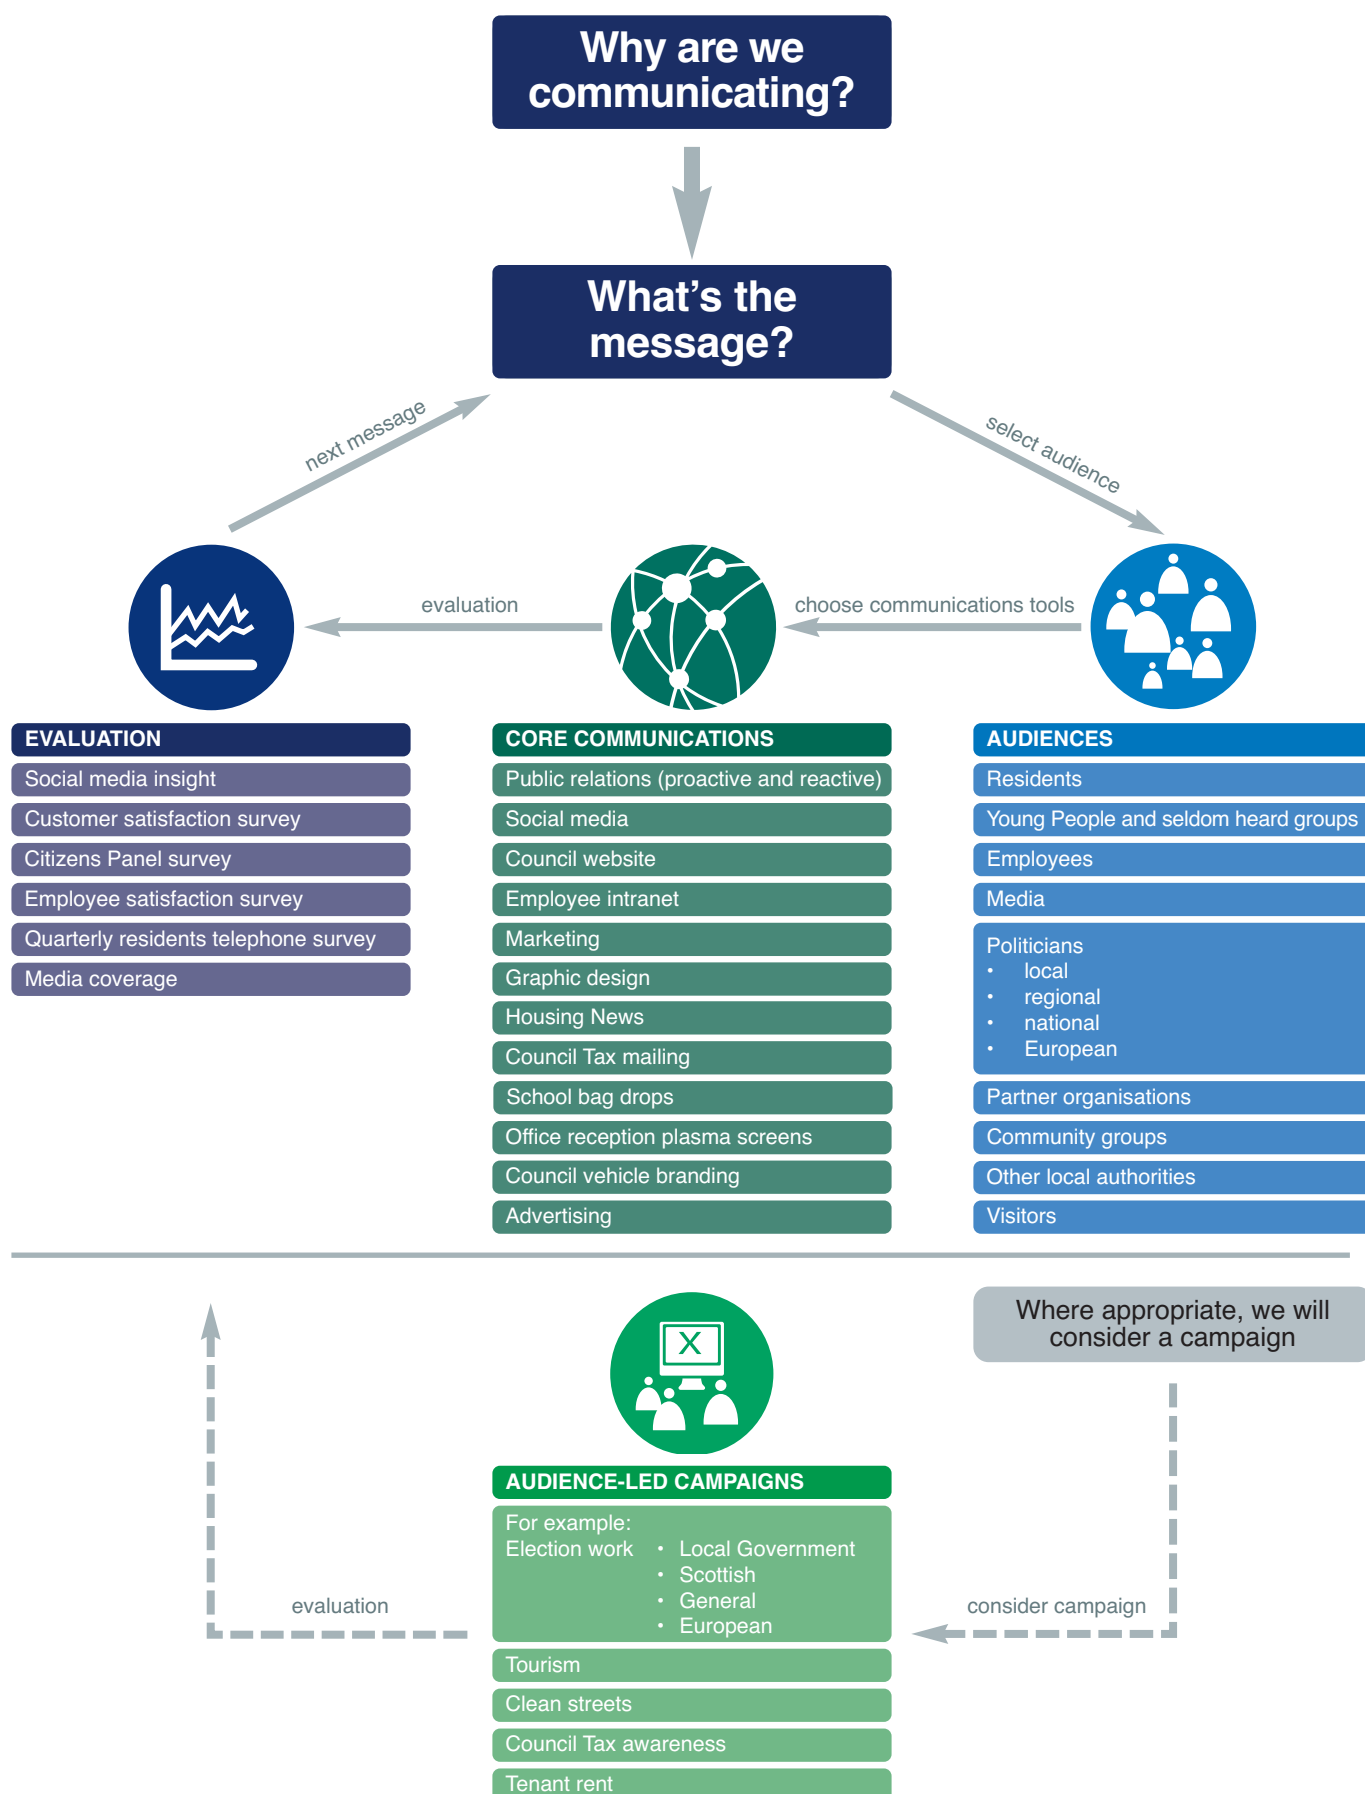 Why are we
communicating?
What's the
message?
next message
select audience
evaluation
choose communications tools
EVALUATION
Social media insight
Customer satisfaction survey
Citizens Panel survey
Employee satisfaction survey
Quarterly residents telephone survey
Media coverage
CORE COMMUNICATIONS
Public relations (proactive and reactive)
Social media
Council website
Employee intranet
Marketing
Graphic design
Housing News
Council Tax mailing
School bag drops
Office reception plasma screens
Council vehicle branding
Advertising
AUDIENCES
Residents
Young People and seldom heard groups
Employees
Media
Politicians
• local
• regional
• national
• European
Partner organisations
Community groups
Other local authorities
Visitors
Where appropriate, we will
consider a campaign
X
AUDIENCE-LED CAMPAIGNS
For example:
Election work • Local Government
• Scottish
• General
• European
Tourism
Clean streets
Council Tax awareness
Tenant rent
evaluation
consider campaign